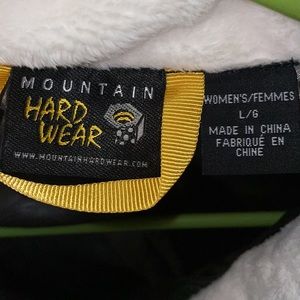 MOUNTAIN
HARD
WEAR
WWW.MOUNTAINHARDWEAR.COM
WOMEN'S/FEMMES
L/G
MADE IN CHINA
FABRIQUÉ EN
CHINE